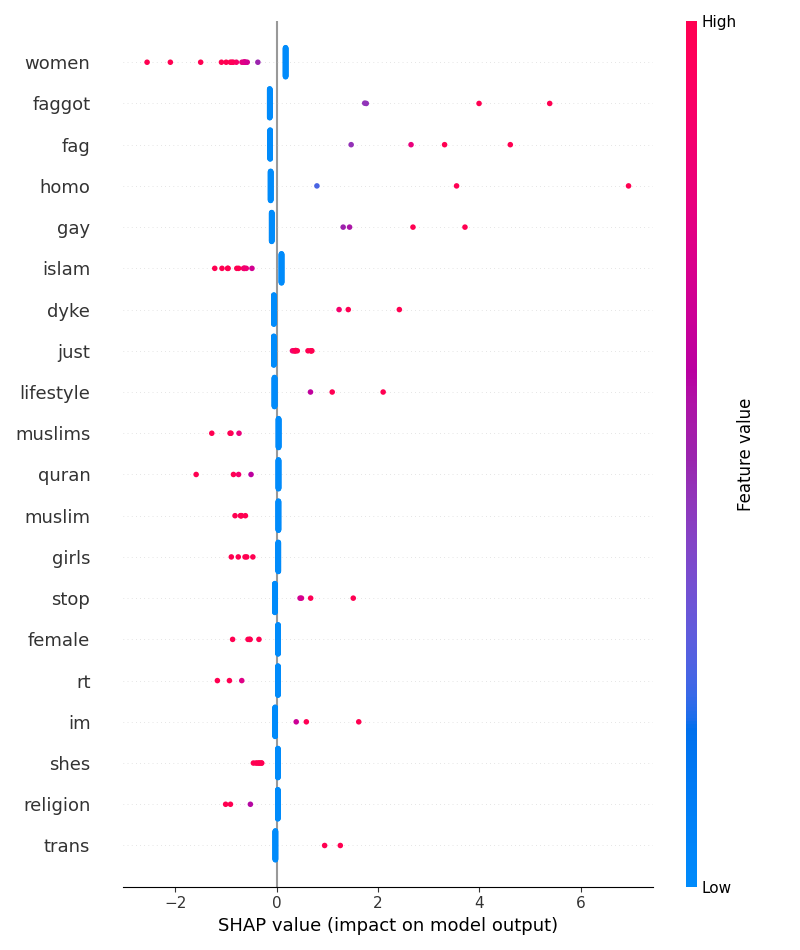 High
women
faggot
fag
homo
gay
islam
dyke
just
lifestyle
muslims
quran
muslim
girls
stop
female
rt
im
shes
religion
trans
Feature value
Low
−2 0 2 4 6
SHAP value (impact on model output)